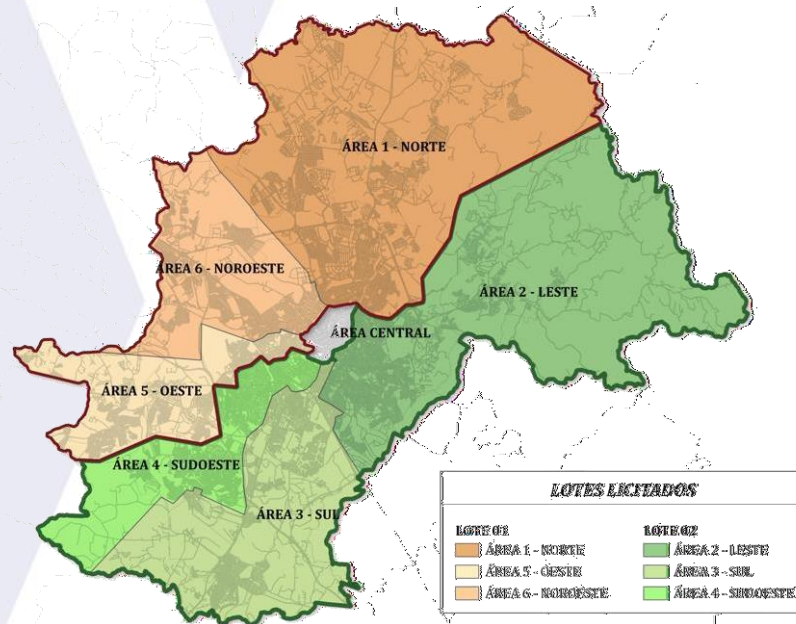 ÁREA 1 - NORTE
ÁREA 6 - NOROESTE
ÁREA 2 - LESTE
ÁREA CENTRAL
ÁREA 5 - OESTE
ÁREA 4 - SUDOESTE
ÁREA 3 - SUL
LOTES LICITADOS
LOTE 01
ÁREA 1 - NORTE
ÁREA 5 - OESTE
ÁREA 6 - NOROESTE
LOTE 02
ÁREA 2 - LESTE
ÁREA 3 - SUL
ÁREA 4 - SUDOESTE